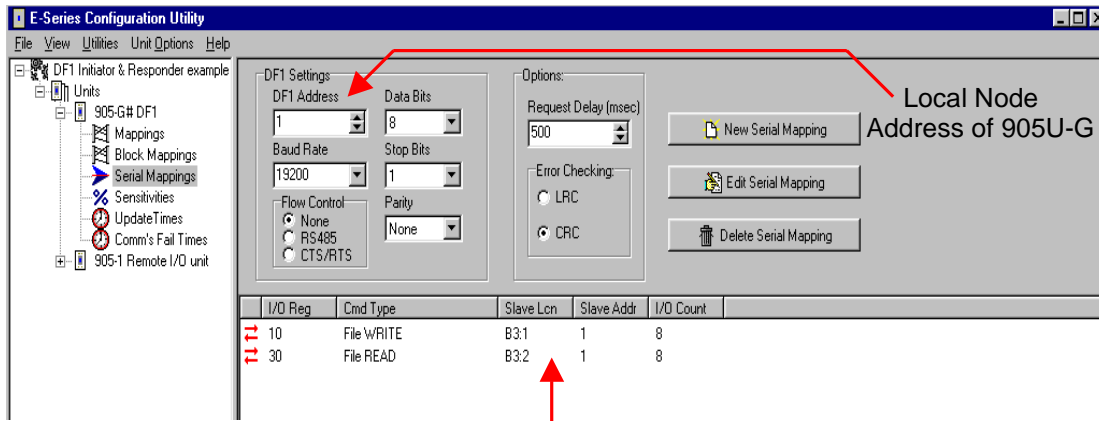 E-Series Configuration Utility
File View Utilities Unit Options Help
DF1 Initiator & Responder example
Units
905-G# DF1
Mappings
Block Mappings
Serial Mappings
Sensitivities
UpdateTimes
Comm's Fail Times
905-1 Remote I/O unit
DF1 Settings
DF1 Address Data Bits
1 8
Baud Rate Stop Bits
19200 1
Flow Control Parity
None None
RS485
CTS/RTS
Options:
Request Delay (msec)
500
Error Checking:
LRC
CRC
New Serial Mapping
Edit Serial Mapping
Delete Serial Mapping
Local Node
Address of 905U-G
I/O Reg Cmd Type Slave Lcn Slave Addr I/O Count
10 File WRITE B3:1 1 8
30 File READ B3:2 1 8